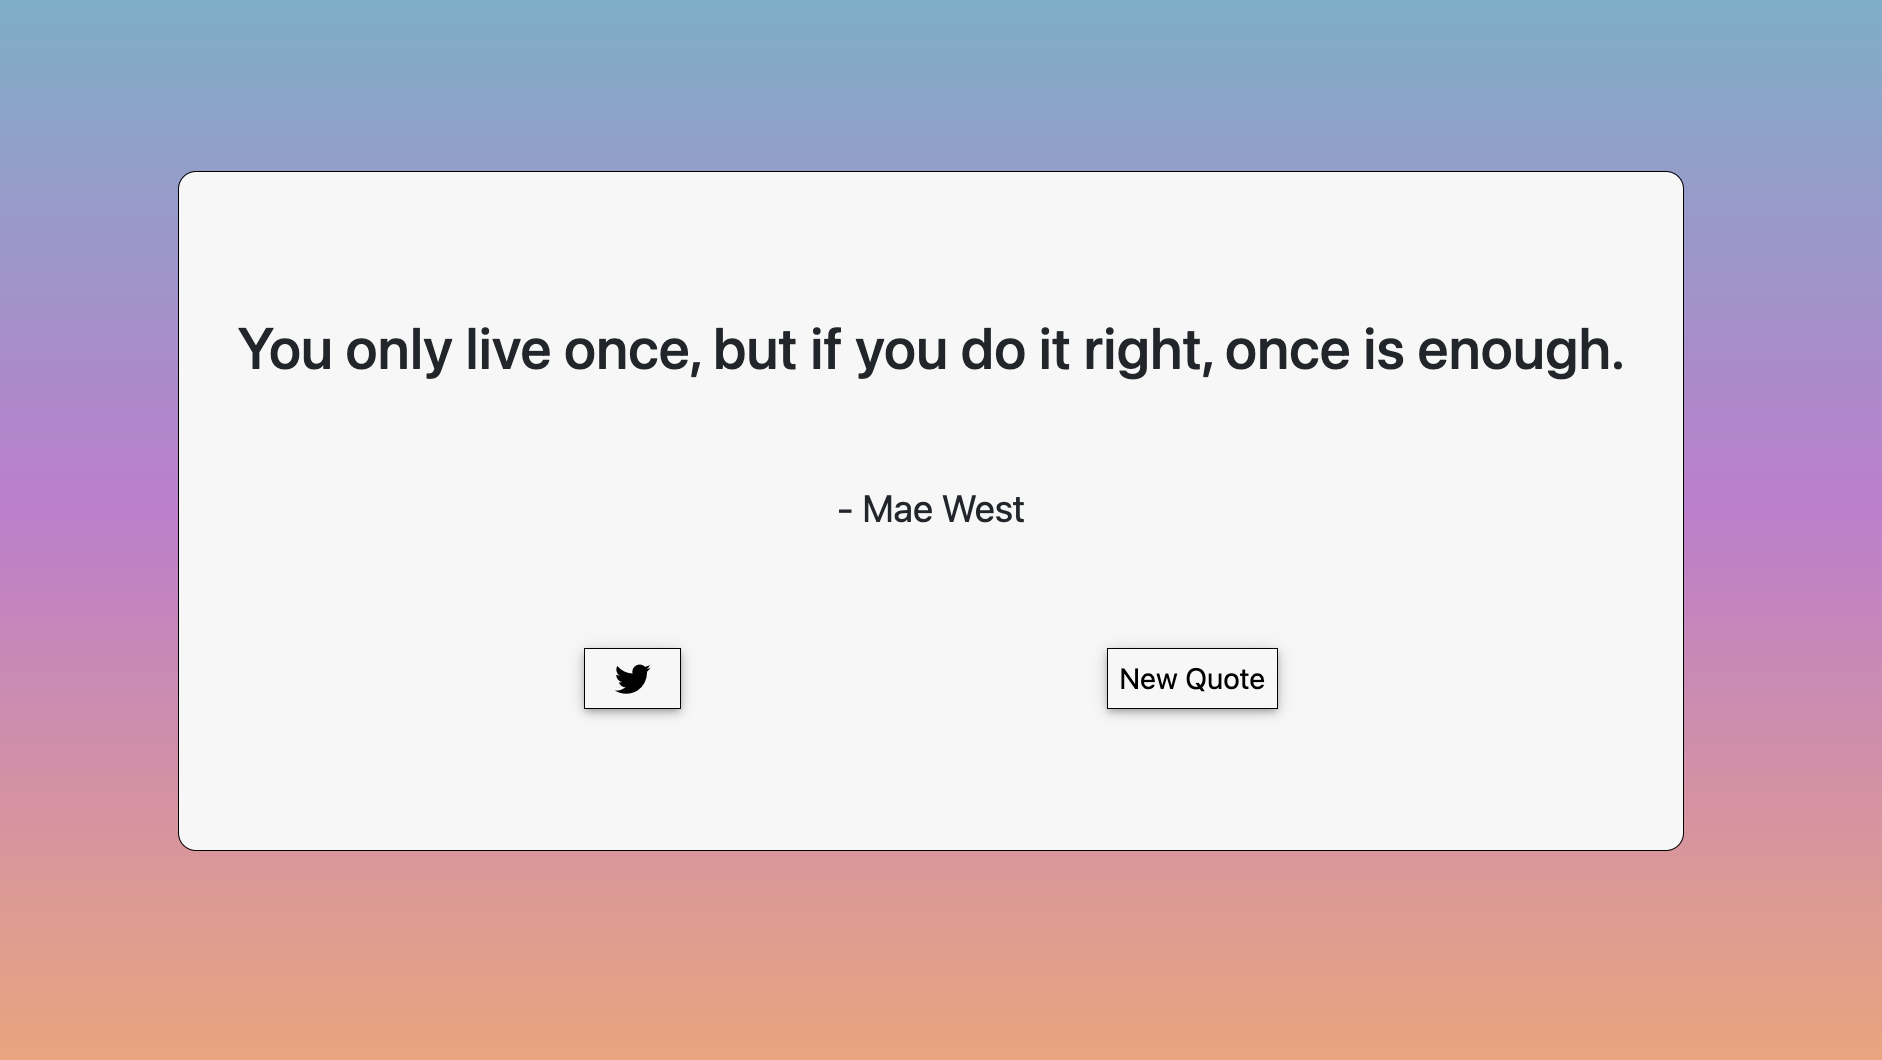 You only live once, but if you do it right, once is enough.
- Mae West
New Quote